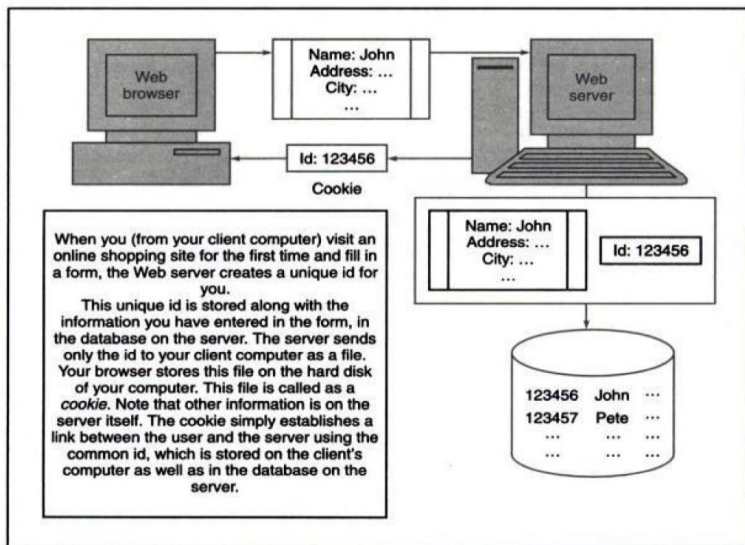 Web
browser
Name: John
Address: ...
City: ...
...
Web
server
Id: 123456
Cookie
When you (from your client computer) visit an
online shopping site for the first time and fill in
a form, the Web server creates a unique id for
you.
This unique id is stored along with the
information you have entered in the form, in
the database on the server. The server sends
only the id to your client computer as a file.
Your browser stores this file on the hard disk
of your computer. This file is called as a
cookie. Note that other information is on the
server itself. The cookie simply establishes a
link between the user and the server using the
common id, which is stored on the client's
computer as well as in the database on the
server.
Name: John
Address: ...
City: ...
...
Id: 123456
123456 John ...
123457 Pete ...
... ... ...
... ... ...